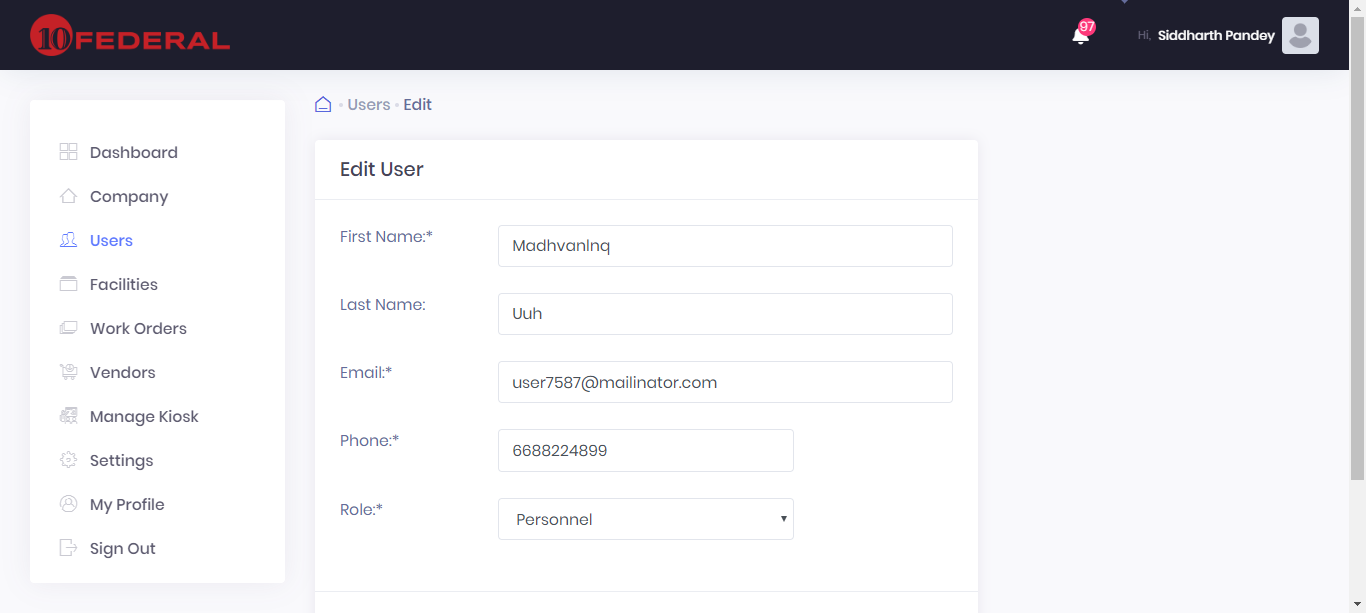 10 FEDERAL
97
Hi, Siddharth Pandey
Users • Edit
Dashboard
Company
Users
Facilities
Work Orders
Vendors
Manage Kiosk
Settings
My Profile
Sign Out
Edit User
First Name:*
MadhvanInq
Last Name:
Uuh
Email:*
user7587@mailinator.com
Phone:*
6688224899
Role:*
Personnel